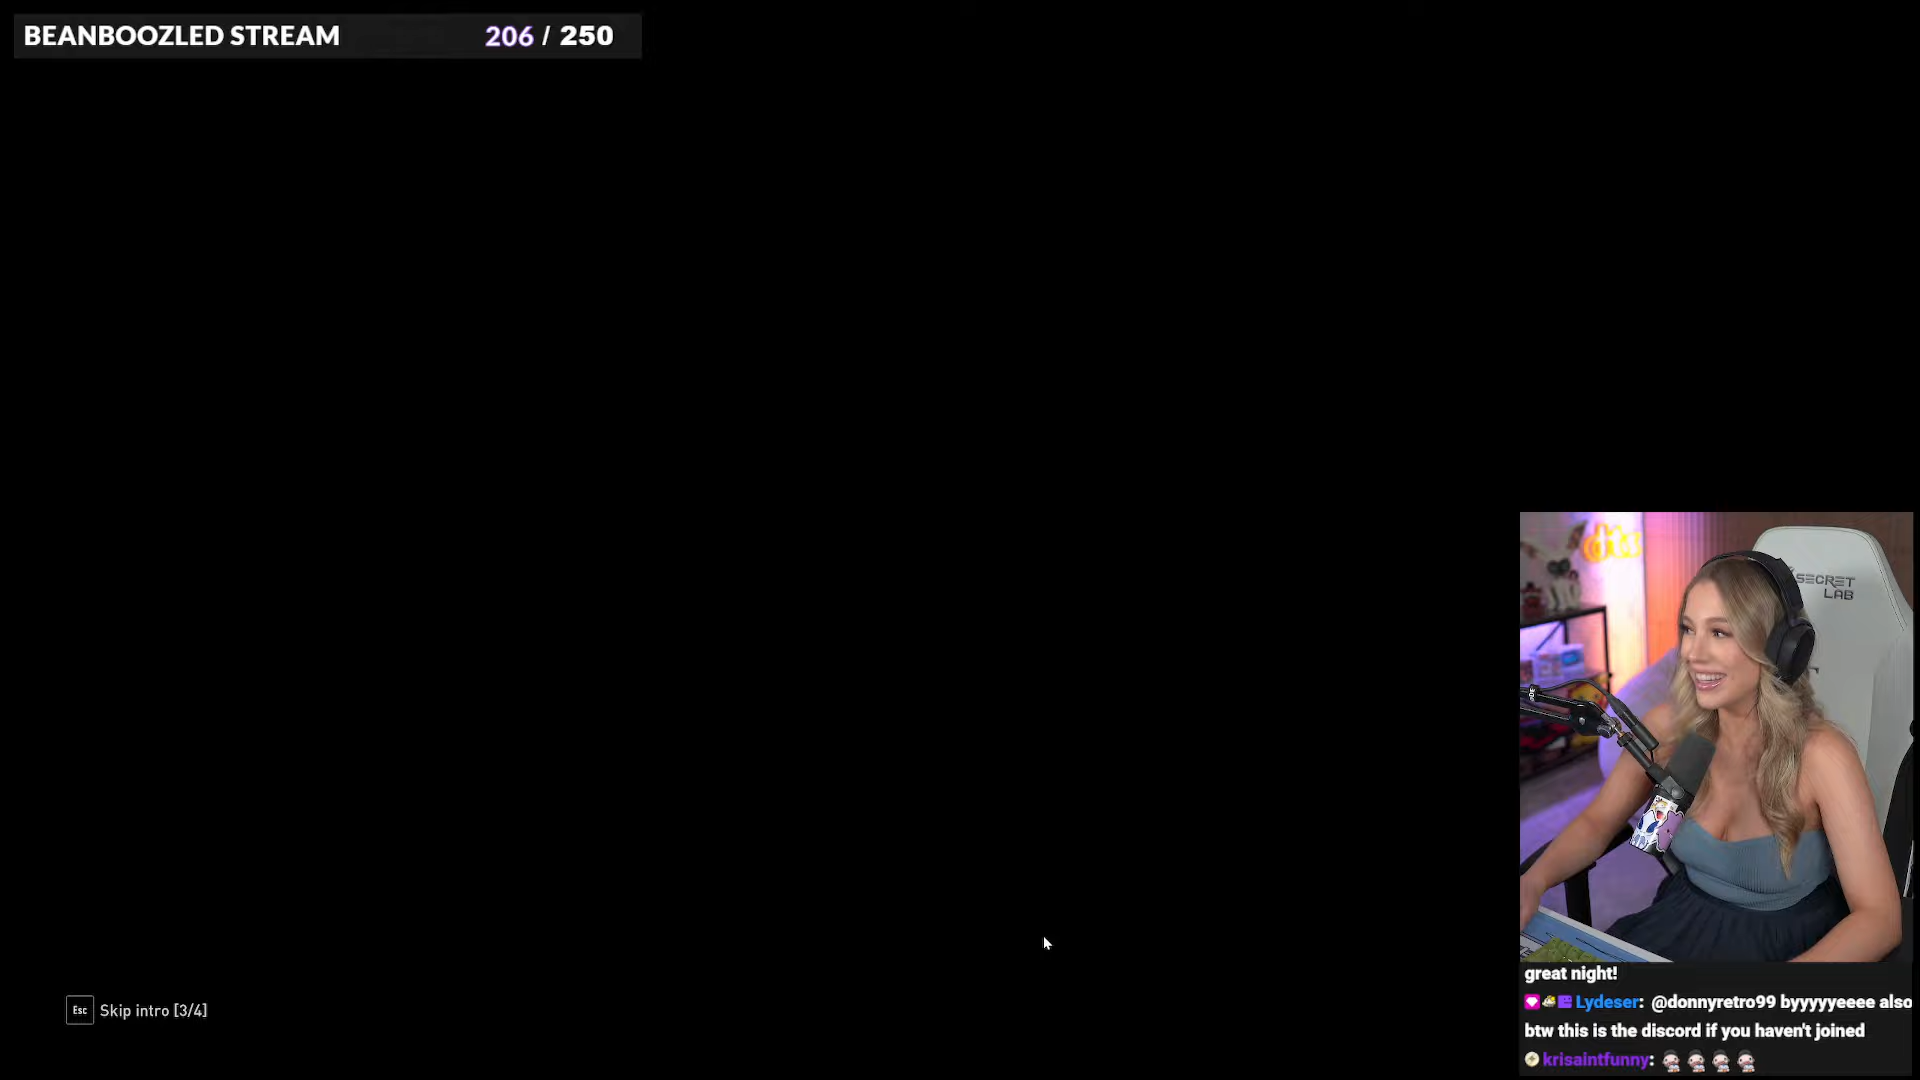 BEANBOOZLED STREAM 206 / 250
SECRET
LAB
great night!
Lydeser: @donnyretro99 byyyyyeeee also
btw this is the discord if you haven't joined
krisaintfunny:
Esc Skip intro [3/4]